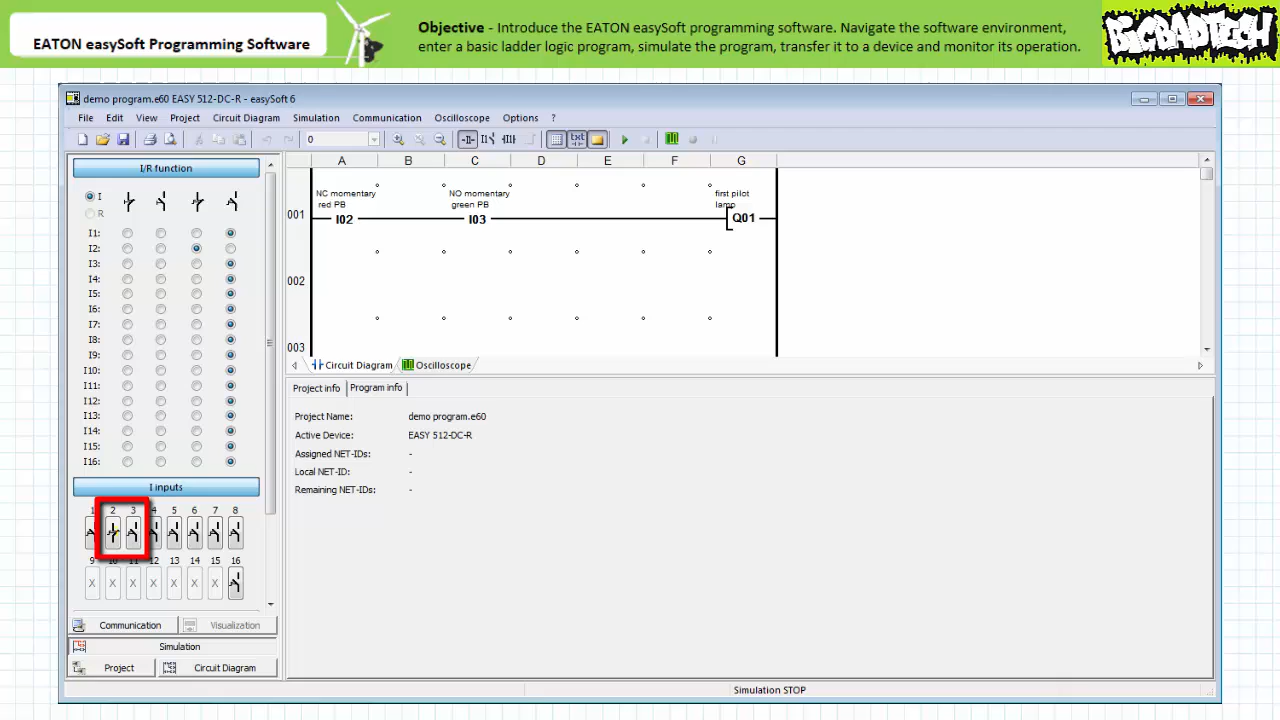 EATON easySoft Programming Software
Objective - Introduce the EATON easySoft programming software. Navigate the software environment,
enter a basic ladder logic program, simulate the program, transfer it to a device and monitor its operation.
BIGBADTECH
demo program.e60 EASY 512-DC-R - easySoft 6
File Edit View Project Circuit Diagram Simulation Communication Oscilloscope Options ?
0
I/R function
I
R
I1:
I2:
I3:
I4:
I5:
I6:
I7:
I8:
I9:
I10:
I11:
I12:
I13:
I14:
I15:
I16:
I inputs
1 2 3 4 5 6 7 8
9 10 11 12 13 14 15 16
X X X X X X X
Communication Visualization
Simulation
Project Circuit Diagram
A B C D E F G
NC momentary NO momentary first pilot
red PB green PB lamp
001 I02 I03 Q01
002
003
Circuit Diagram Oscilloscope
Project info Program info
Project Name: demo program.e60
Active Device: EASY 512-DC-R
Assigned NET-IDs: -
Local NET-ID: -
Remaining NET-IDs: -
Simulation STOP